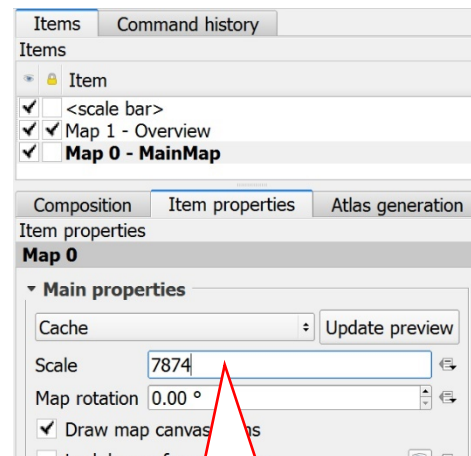 Items Command history
Items
Item
<scale bar>
Map 1 - Overview
Map 0 - MainMap
Composition Item properties Atlas generation
Item properties
Map 0
Main properties
Cache Update preview
Scale 7874
Map rotation 0.00 °
Draw map canvas